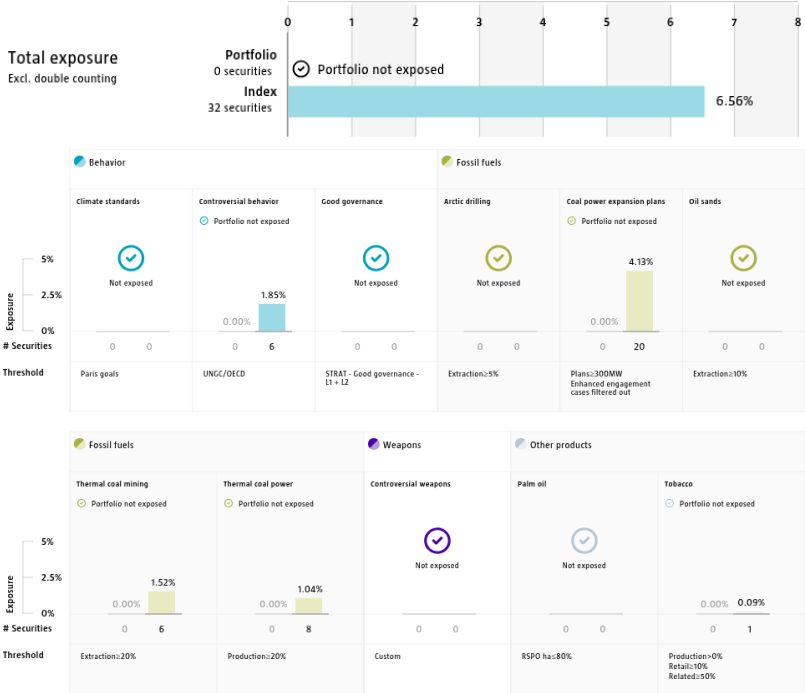 0 1 2 3 4 5 6 7 8
Total exposure
Excl. double counting
Portfolio
0 securities
Portfolio not exposed
Index
32 securities
6.56%
Behavior
Fossil fuels
Climate standards
Controversial behavior
Good governance
Arctic drilling
Coal power expansion plans
Oil sands
Portfolio not exposed
Portfolio not exposed
Exposure
5%
2.5%
0%
Not exposed
0.00% 1.85%
Not exposed
Not exposed
0.00% 4.13%
Not exposed
# Securities 0 0 0 6 0 0 0 0 0 20 0 0
Threshold
Paris goals
UNGC/OECD
STRAT - Good governance -
L1 + L2
Extraction≥5%
Plans≥300MW
Enhanced engagement
cases filtered out
Extraction≥10%
Fossil fuels
Weapons
Other products
Thermal coal mining
Thermal coal power
Controversial weapons
Palm oil
Tobacco
Portfolio not exposed
Portfolio not exposed
Portfolio not exposed
Exposure
5%
2.5%
0%
0.00% 1.52%
0.00% 1.04%
Not exposed
Not exposed
0.00% 0.09%
# Securities 0 6 0 8 0 0 0 0 0 1
Threshold
Extraction≥20%
Production≥20%
Custom
RSPO ha≤80%
Production>0%
Retail≥10%
Related≥50%